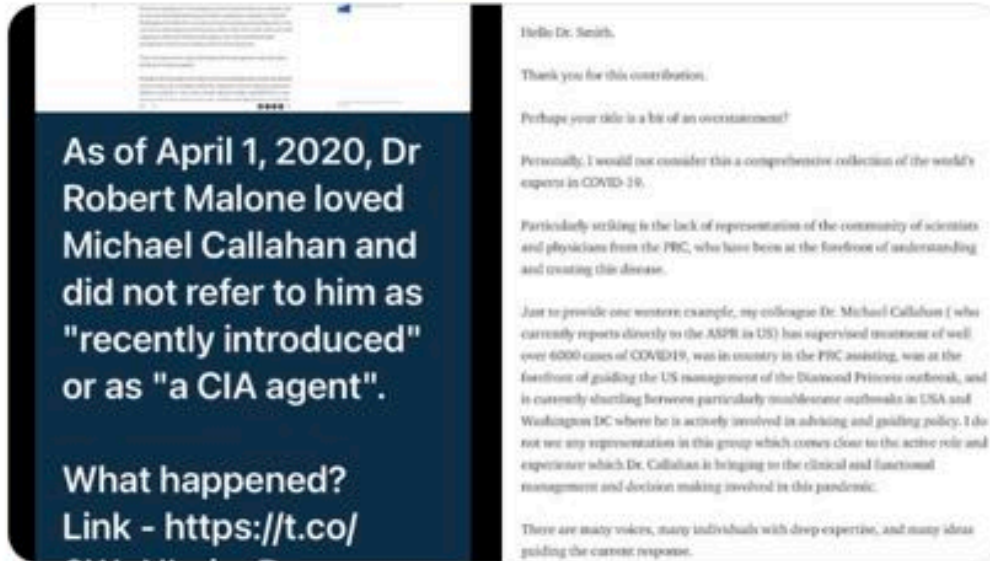 As of April 1, 2020, Dr
Robert Malone loved
Michael Callahan and
did not refer to him as
"recently introduced"
or as "a CIA agent".
What happened?
Link - https://t.co/
Hello Dr. Smith,
Thank you for this contribution.
Perhaps your title is a bit of an overstatement?
Personally, I would not consider this a comprehensive collection of the world's
experts in COVID-19.
Particularly striking is the lack of representation of the community of scientists
and physicians from the PRC, who have been at the forefront of understanding
and treating this disease.
Just to provide one western example, my colleague Dr. Michael Callahan ( who
currently reports directly to the ASPR in US) has supervised treatment of well
over 6000 cases of COVID19, was in country in the PRC assisting, was at the
forefront of guiding the US management of the Diamond Princess outbreak, and
is currently shuttling between particularly troublesome outbreaks in USA and
Washington DC where he is actively involved in advising and guiding policy. I do
not see any representation in this group which comes close to the active role and
experience which Dr. Callahan is bringing to the clinical and functional
management and decision making involved in this pandemic.
There are many voices, many individuals with deep expertise, and many ideas
guiding the current response.